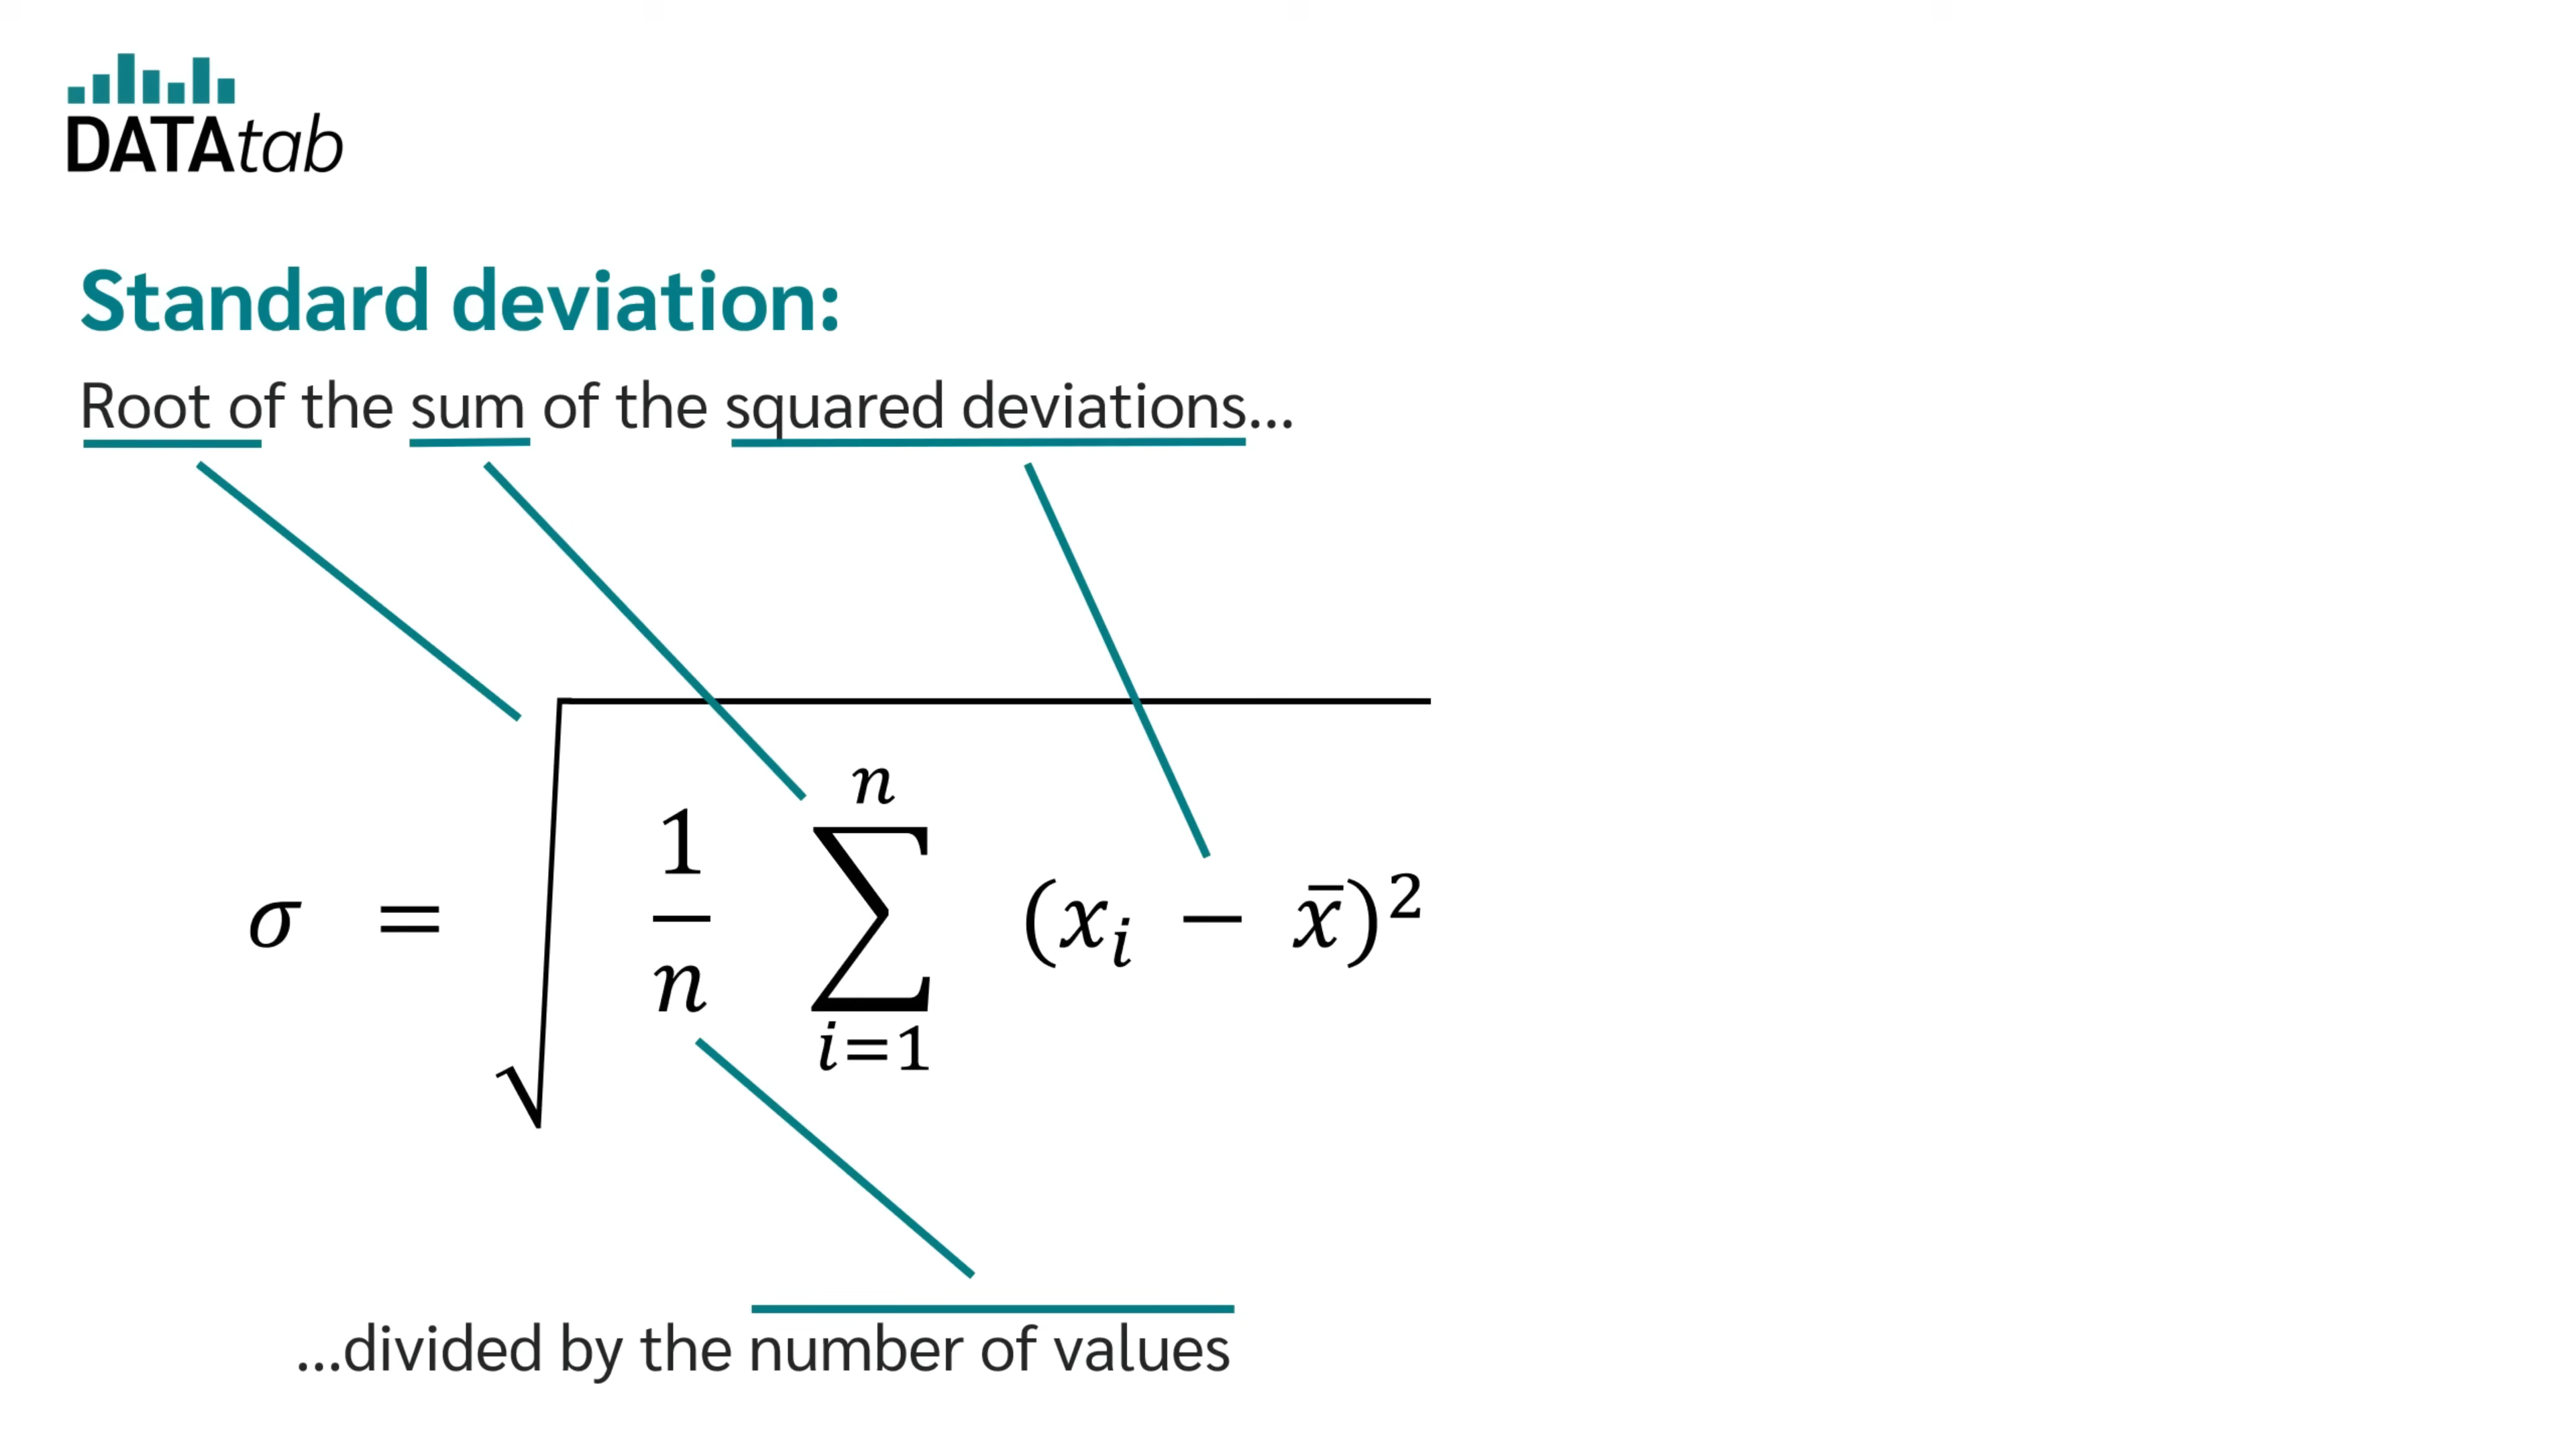 DATAtab
Standard deviation:
Root of the sum of the squared deviations...
σ = √ 1/n ∑ n i=1 (xᵢ − x̄)²
...divided by the number of values